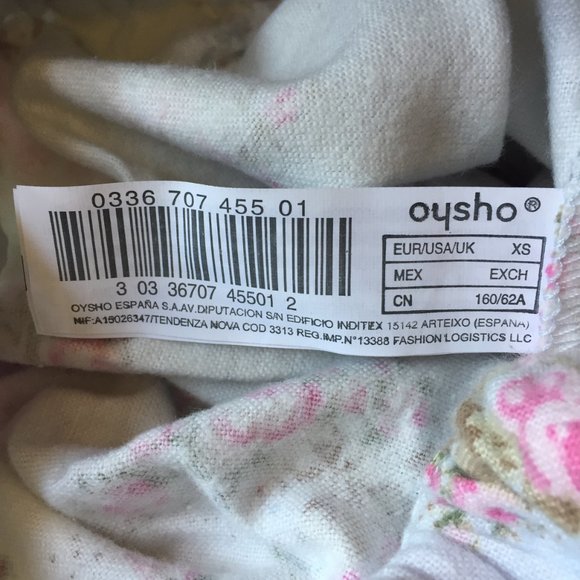 0336 707 455 01
3 03 36707 45501 2
oysho®
EUR/USA/UK XS
MEX EXCH
CN 160/62A
OYSHO ESPAÑA S.A.AV.DIPUTACION S/N EDIFICIO INDITEX 15142 ARTEIXO (ESPAÑA)
NIF:A15026347/TENDENZA NOVA COD 3313 REG.IMP.N°13388 FASHION LOGISTICS LLC